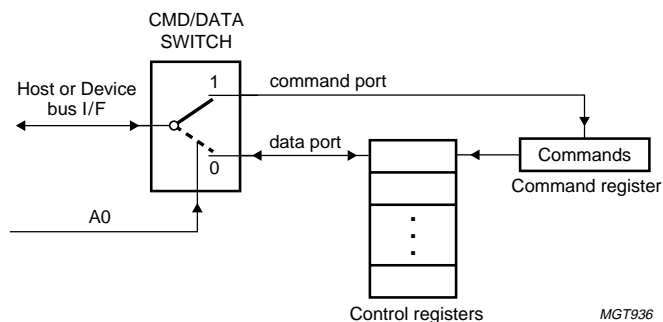 CMD/DATA
SWITCH
Host or Device
bus I/F
1
command port
0
data port
Commands
Command register
A0
Control registers
MGT936